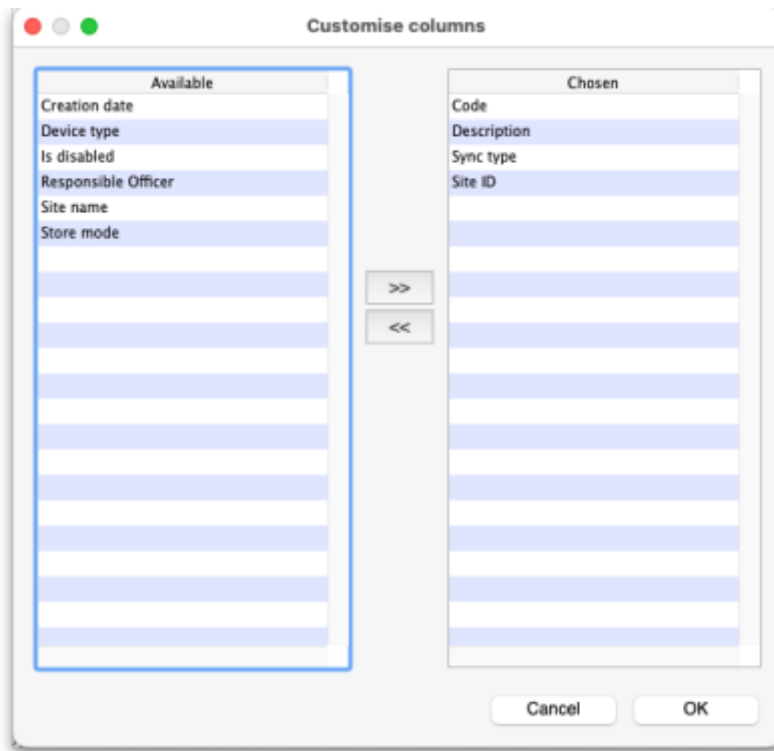 Customise columns
Available
Creation date
Device type
Is disabled
Responsible Officer
Site name
Store mode
>>
<<
Chosen
Code
Description
Sync type
Site ID
Cancel
OK